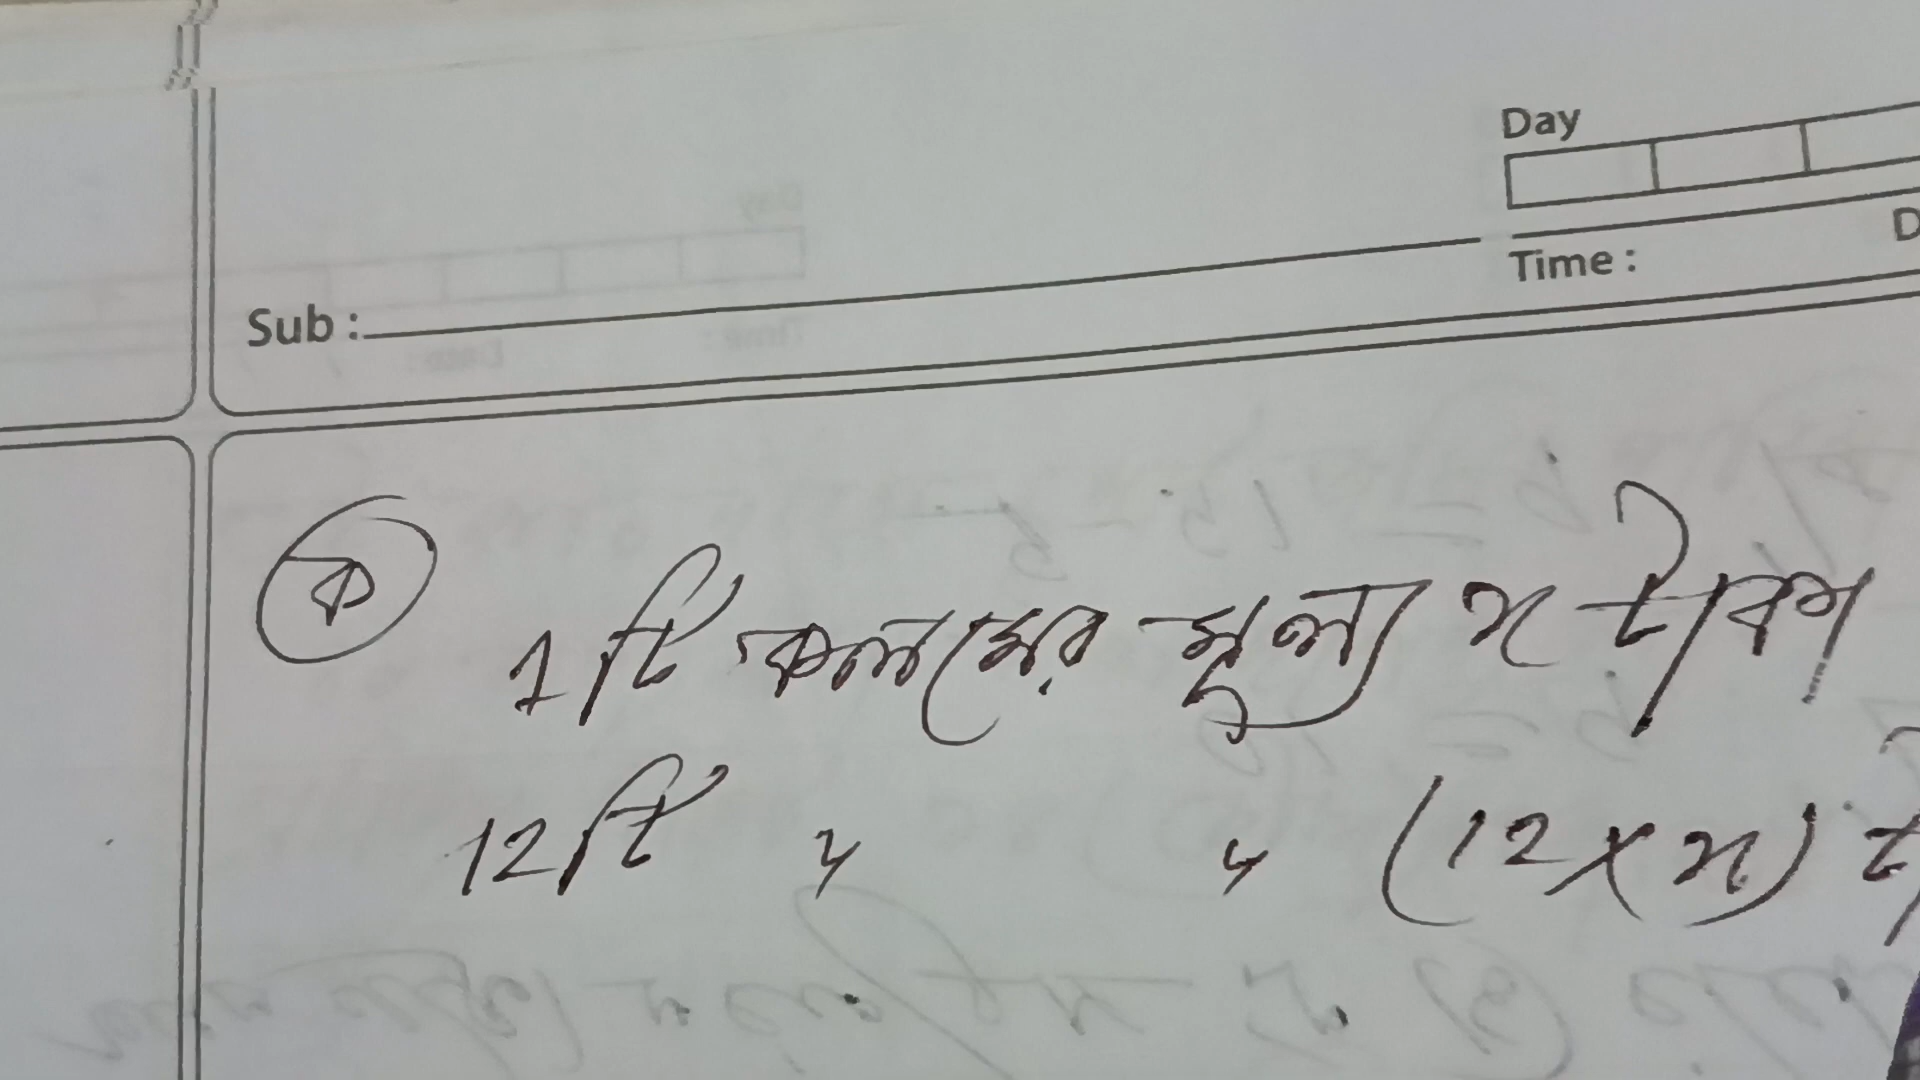 Day
Time :
Sub :
ক
1টি কলমের মূল্য x টাকা
12টি " " (12 × x) ট